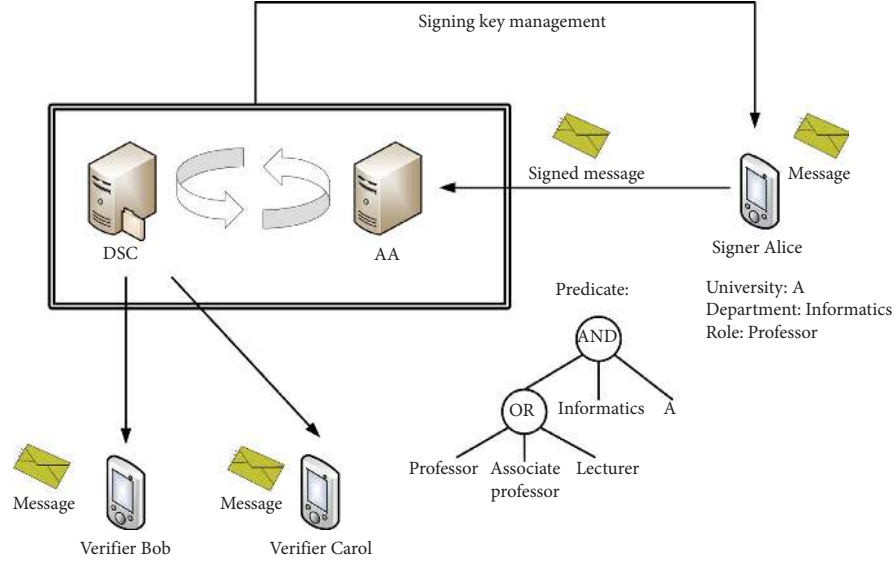 Signing key management
Signed message
Message
DSC
AA
Signer Alice
University: A
Department: Informatics
Role: Professor
Predicate:
AND
OR
Informatics
A
Professor
Associate
professor
Lecturer
Message
Verifier Bob
Message
Verifier Carol